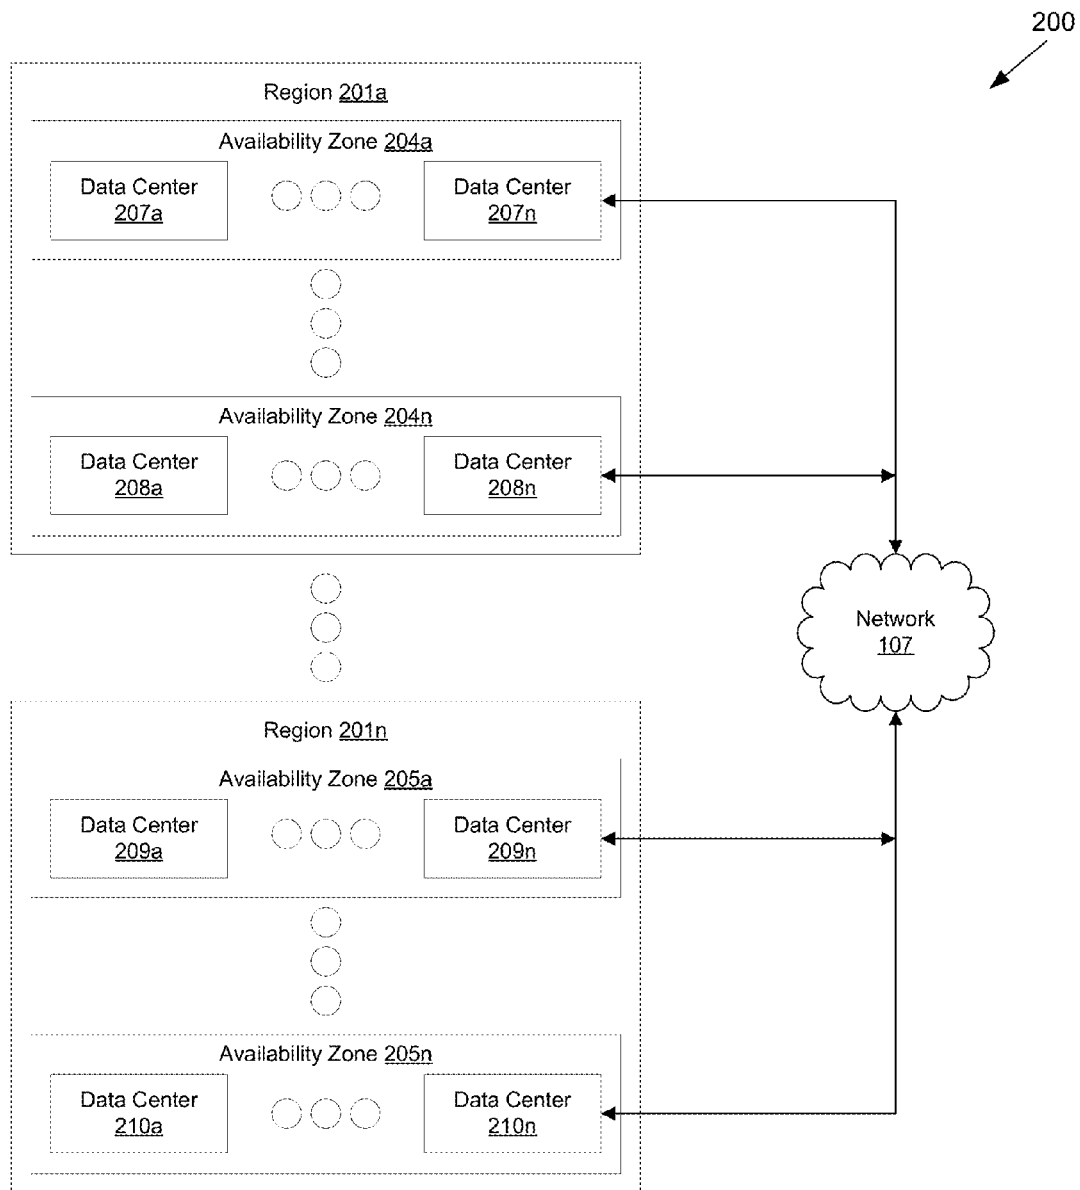 200
Region 201a
Availability Zone 204a
Data Center
207a
Data Center
207n
Availability Zone 204n
Data Center
208a
Data Center
208n
Network
107
Region 201n
Availability Zone 205a
Data Center
209a
Data Center
209n
Availability Zone 205n
Data Center
210a
Data Center
210n